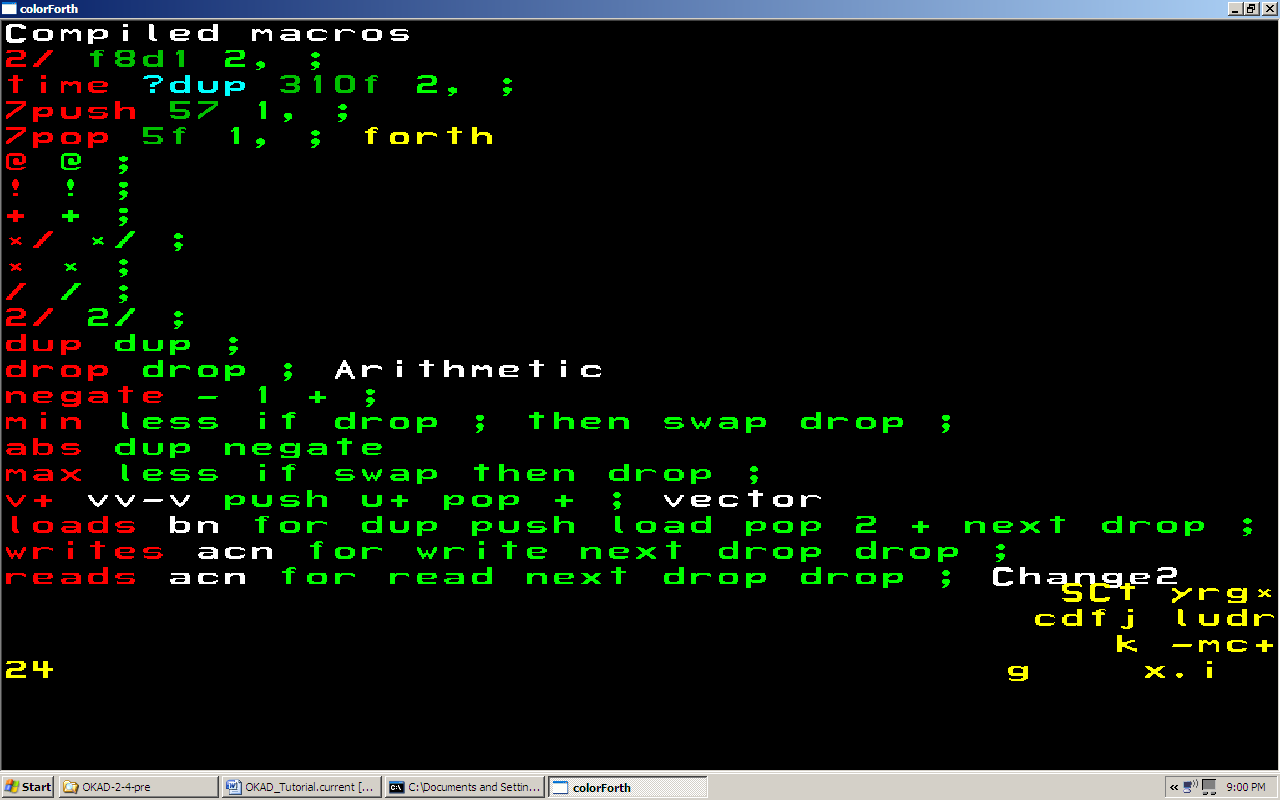 colorForth
Compiled macros
2/ f8d1 2, ;
time ?dup 310f 2, ;
7push 57 1, ;
7pop 5f 1, ; forth
@ @ ;
! ! ;
+ + ;
*/ */ ;
* * ;
/ / ;
2/ 2/ ;
dup dup ;
drop drop ; Arithmetic
negate - 1 + ;
min less if drop ; then swap drop ;
abs dup negate
max less if swap then drop ;
v+ vv-v push u+ pop + ; vector
loads bn for dup push load pop 2 + next drop ;
writes acn for write next drop drop ;
reads acn for read next drop drop ; Change2
SCt yrg*
cdfj ludr
k -mc+
24 g x.i
Start OKAD-2-4-pre OKAD_Tutorial.current [... C:\Documents and Settin... colorForth « 9:00 PM